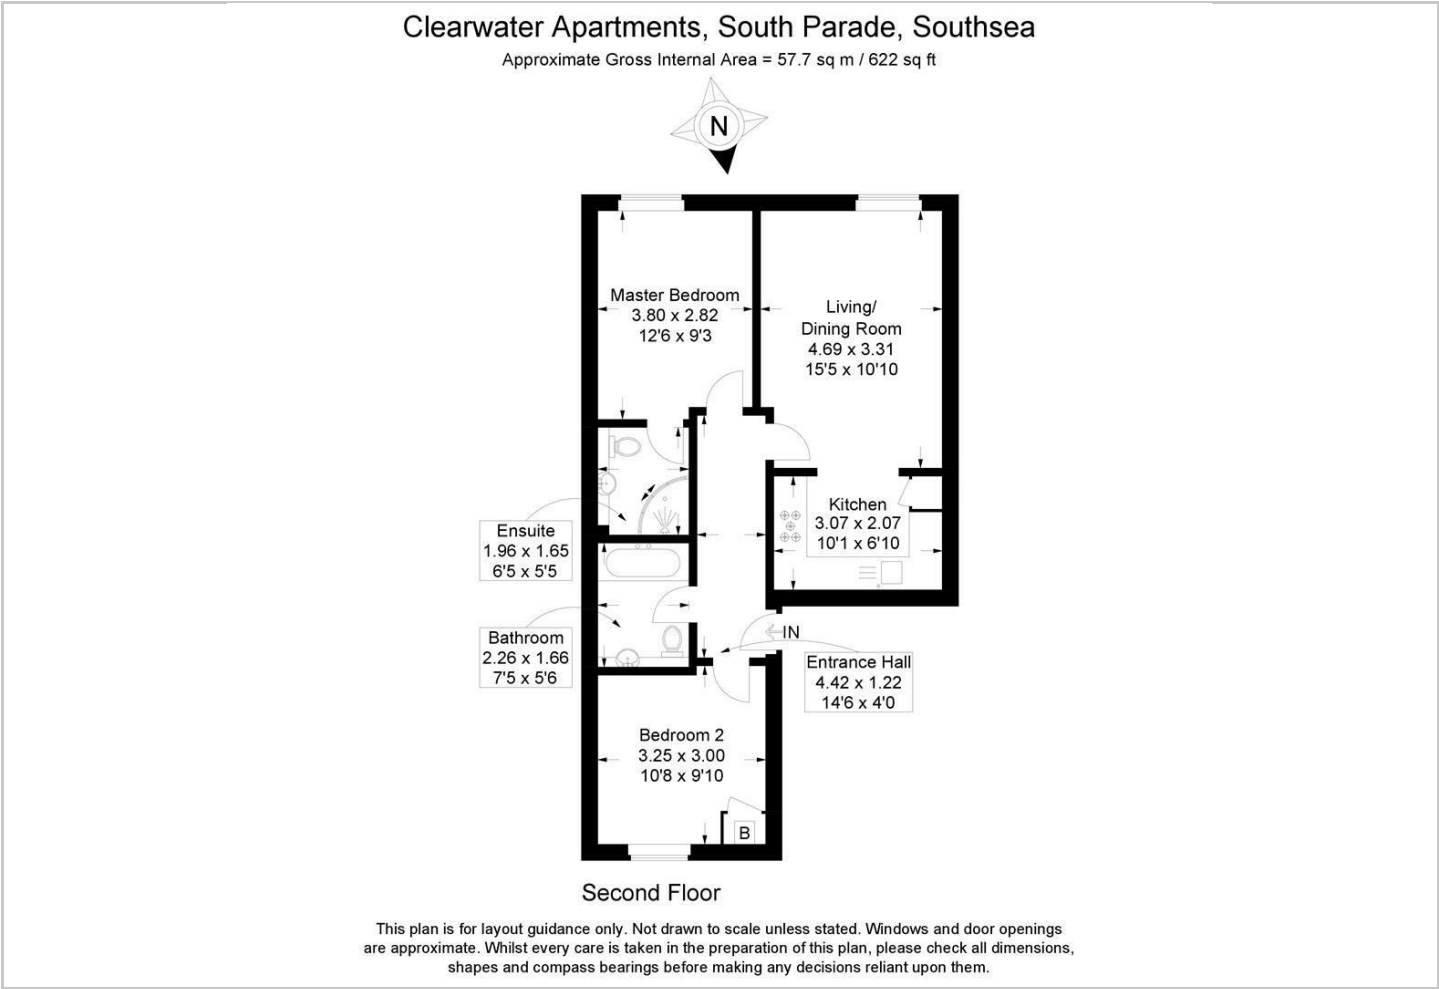 Clearwater Apartments, South Parade, Southsea
Approximate Gross Internal Area = 57.7 sq m / 622 sq ft
N
Master Bedroom
3.80 x 2.82
12'6 x 9'3
Living/
Dining Room
4.69 x 3.31
15'5 x 10'10
Kitchen
3.07 x 2.07
10'1 x 6'10
Ensuite
1.96 x 1.65
6'5 x 5'5
Bathroom
2.26 x 1.66
7'5 x 5'6
IN
Entrance Hall
4.42 x 1.22
14'6 x 4'0
Bedroom 2
3.25 x 3.00
10'8 x 9'10
B
Second Floor
This plan is for layout guidance only. Not drawn to scale unless stated. Windows and door openings
are approximate. Whilst every care is taken in the preparation of this plan, please check all dimensions,
shapes and compass bearings before making any decisions reliant upon them.